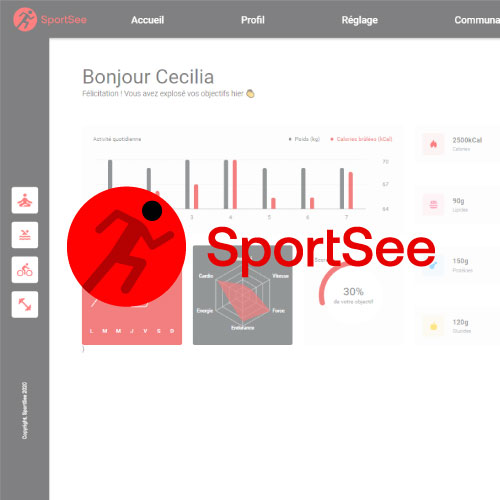 SportSee
Accueil
Profil
Réglage
Communa
Bonjour Cecilia
Félicitation ! Vous avez explosé vos objectifs hier 👏
Activité quotidienne
Poids (kg)
Calories brûlées (kCal)
70
67
64
3
4
5
6
7
2500kCal
Calories
90g
150g
Protéines
120g
Glucides
SportSee
Cardio
Vitesse
Energie
Force
Endurance
30%
de votre objectif
L M M J V S D
Copyright, SportSee 2020